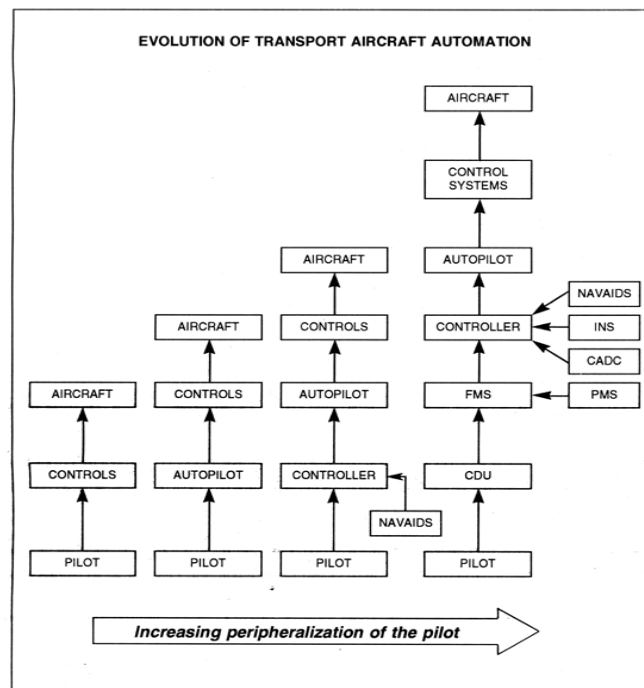 EVOLUTION OF TRANSPORT AIRCRAFT AUTOMATION
AIRCRAFT
CONTROL
SYSTEMS
AIRCRAFT
AUTOPILOT
NAVAIDS
AIRCRAFT
CONTROLS
CONTROLLER
INS
CADC
AIRCRAFT
CONTROLS
AUTOPILOT
FMS
PMS
CONTROLS
AUTOPILOT
CONTROLLER
CDU
NAVAIDS
PILOT
PILOT
PILOT
PILOT
Increasing peripheralization of the pilot